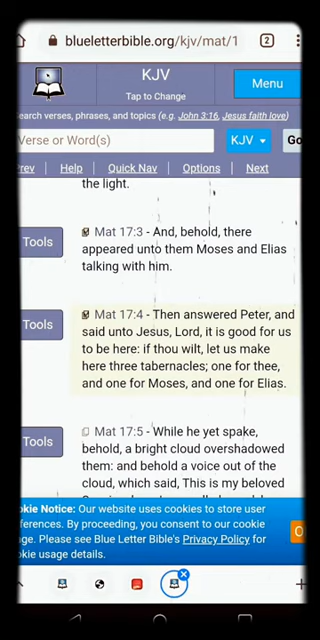 blueletterbible.org/kjv/mat/1
2
KJV
Tap to Change
Menu
earch verses, phrases, and topics (e.g. John 3:16, Jesus faith love)
Verse or Word(s)
KJV
Go
rev | Help | Quick Nav | Options | Next
the light.
Tools
Mat 17:3 - And, behold, there
appeared unto them Moses and Elias
talking with him.
Tools
Mat 17:4 - Then answered Peter, and
said unto Jesus, Lord, it is good for us
to be here: if thou wilt, let us make
here three tabernacles; one for thee,
and one for Moses, and one for Elias.
Tools
Mat 17:5 - While he yet spake,
behold, a bright cloud overshadowed
them: and behold a voice out of the
cloud, which said, This is my beloved
okie Notice: Our website uses cookies to store user
ferences. By proceeding, you consent to our cookie
ge. Please see Blue Letter Bible's Privacy Policy for
okie usage details.
O